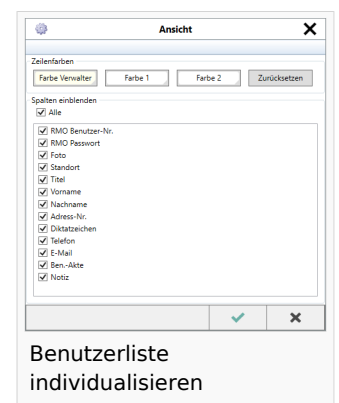 Ansicht
Zeilenfarben
Farbe Verwalter Farbe 1 Farbe 2 Zurücksetzen
Spalten einblenden
Alle
RMO Benutzer-Nr.
RMO Passwort
Foto
Standort
Titel
Vorname
Nachname
Adress-Nr.
Diktatzeichen
Telefon
E-Mail
Ben.-Akte
Notiz
Benutzerliste
individualisieren